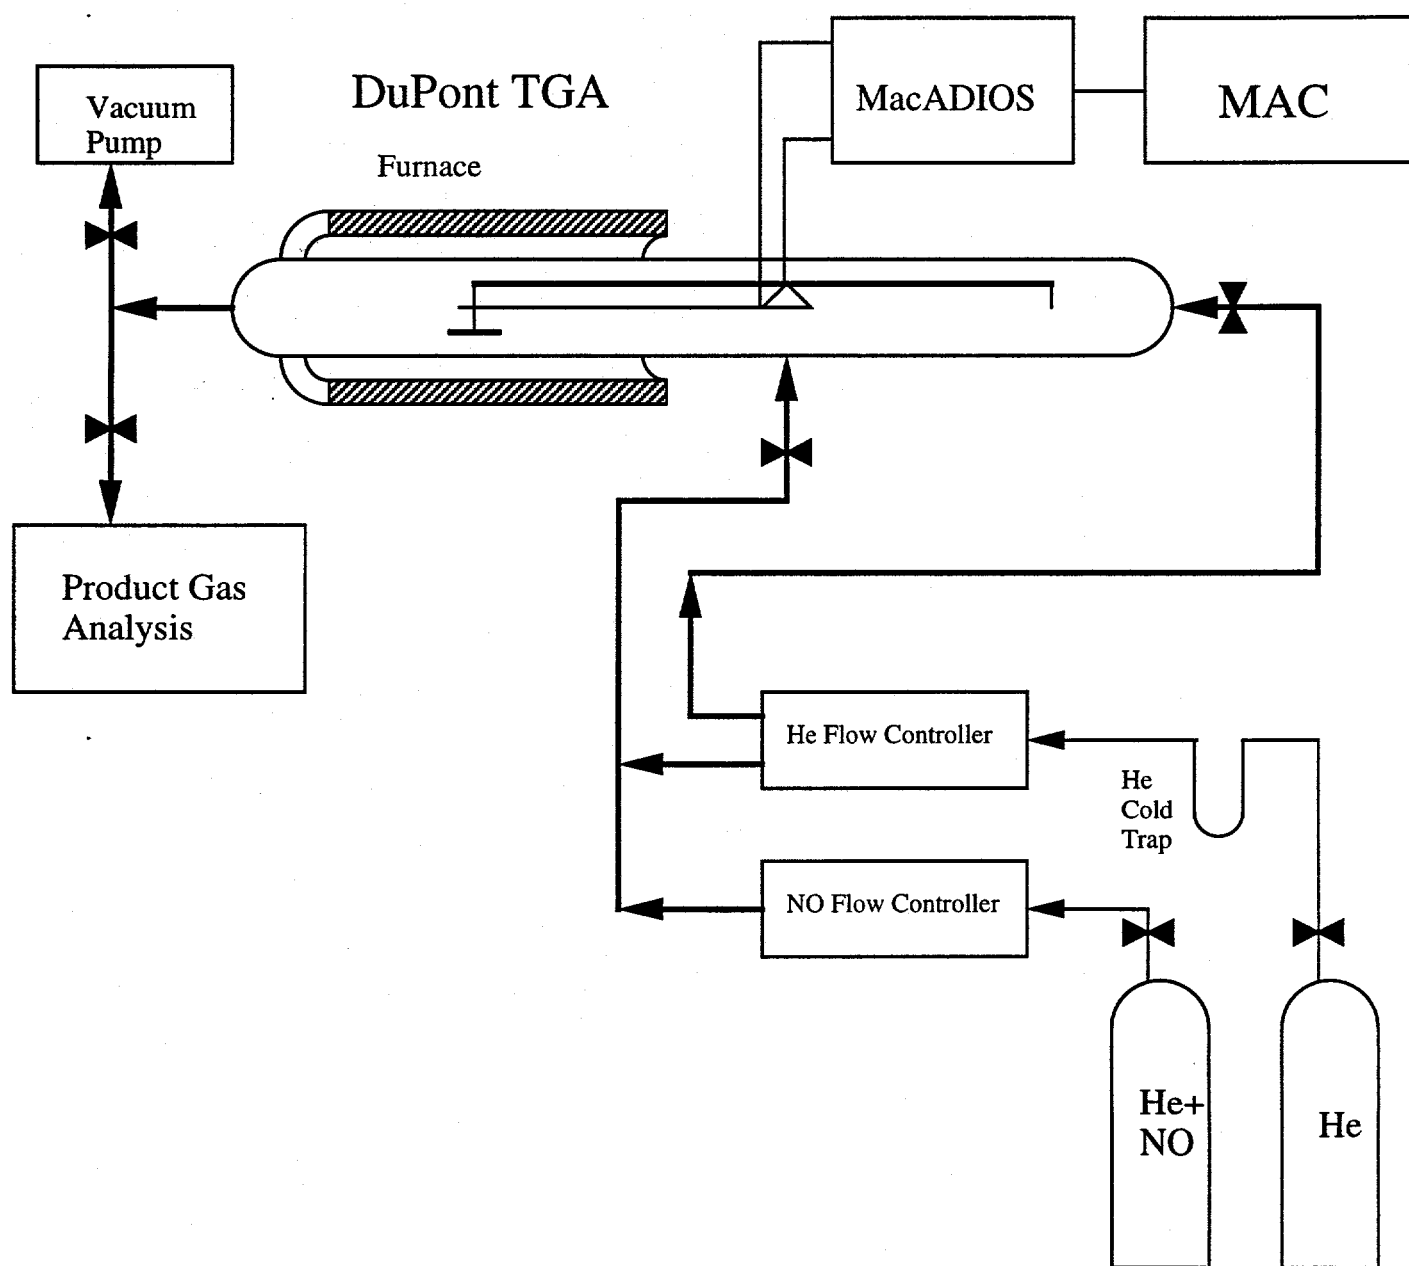 DuPont TGA
MacADIOS
MAC
Vacuum
Pump
Furnace
Product Gas
Analysis
He Flow Controller
He
Cold
Trap
NO Flow Controller
He+
NO
He